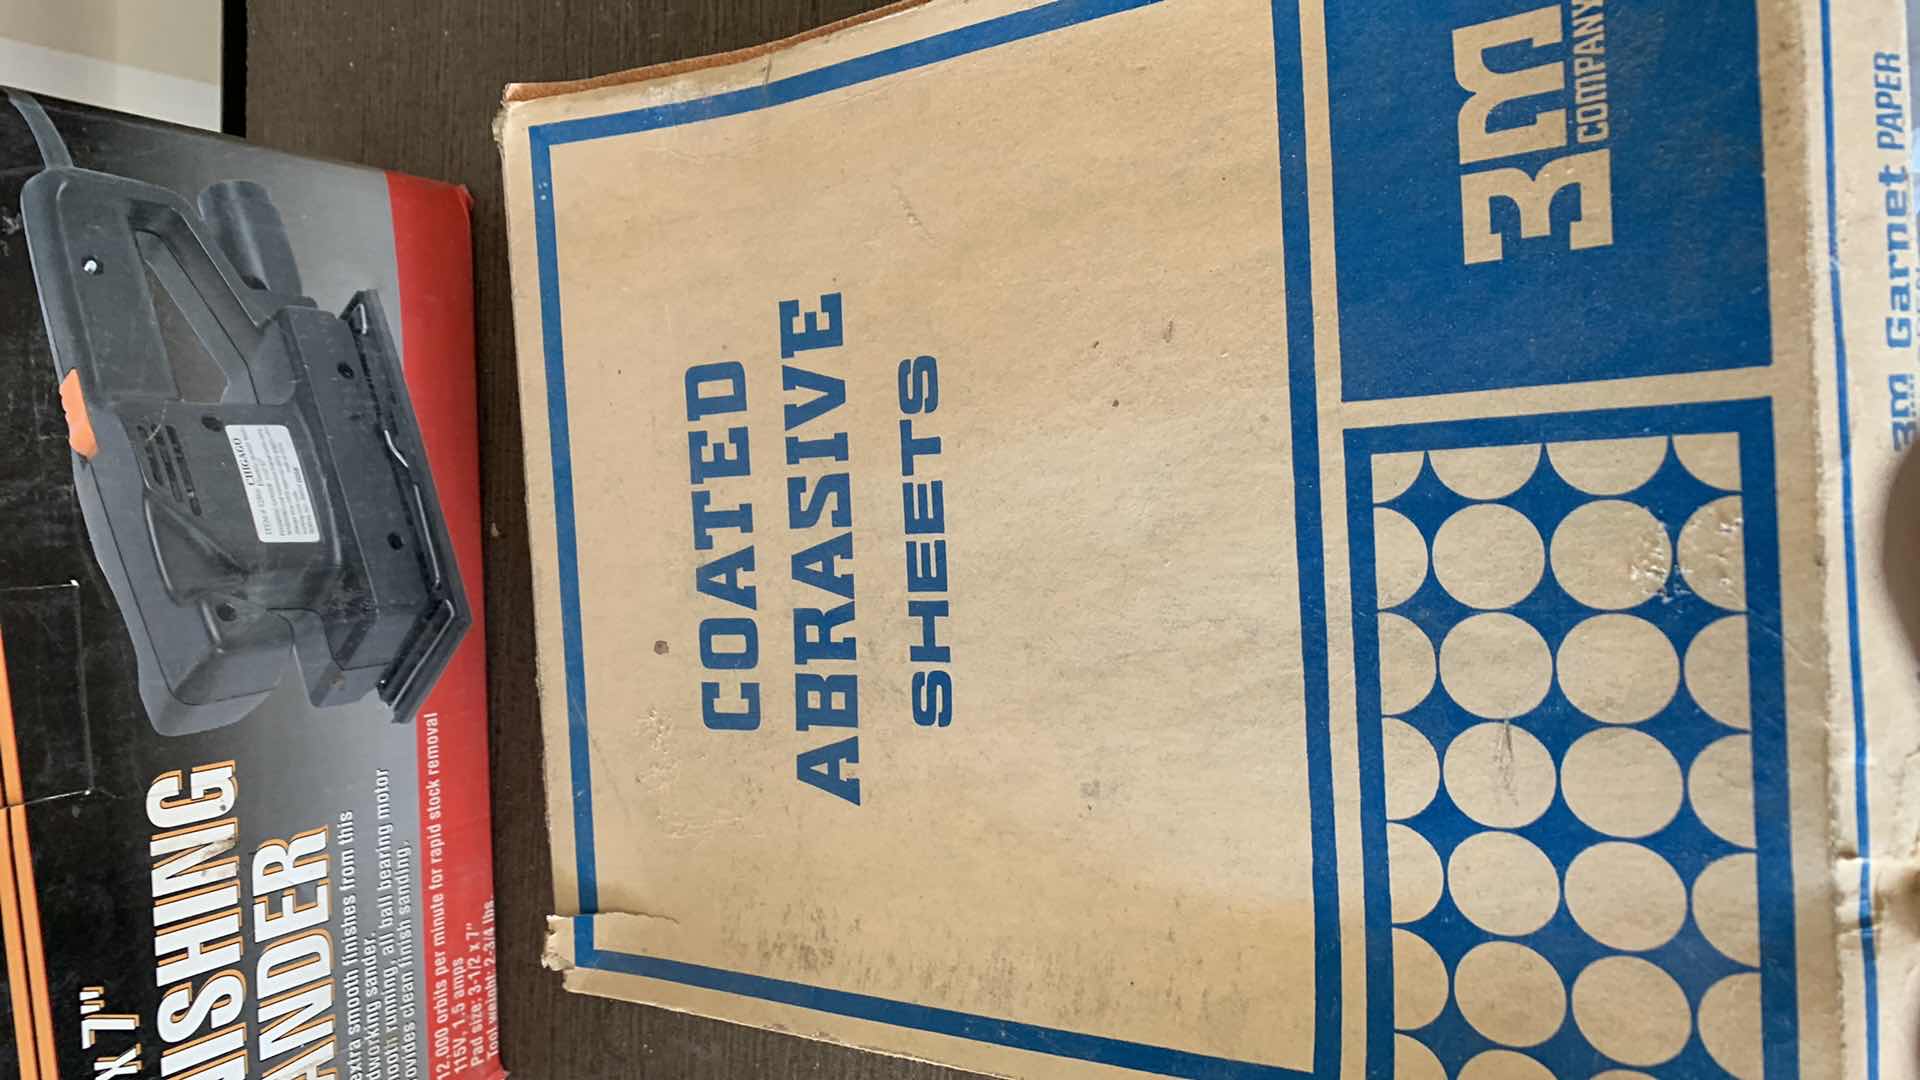 x 7"
ISHING
ANDER
extra smooth finishes from this
dworking sander.
ooth running, all ball bearing motor
ovides clean finish sanding.
12,000 orbits per minute for rapid stock removal
115V, 1.5 amps
Pad size: 3-1/2 x 7"
Tool weight: 2-3/4 lbs.
CHICAGO
COATED
ABRASIVE
SHEETS
3M
COMPANY
3M Garnet PAPER